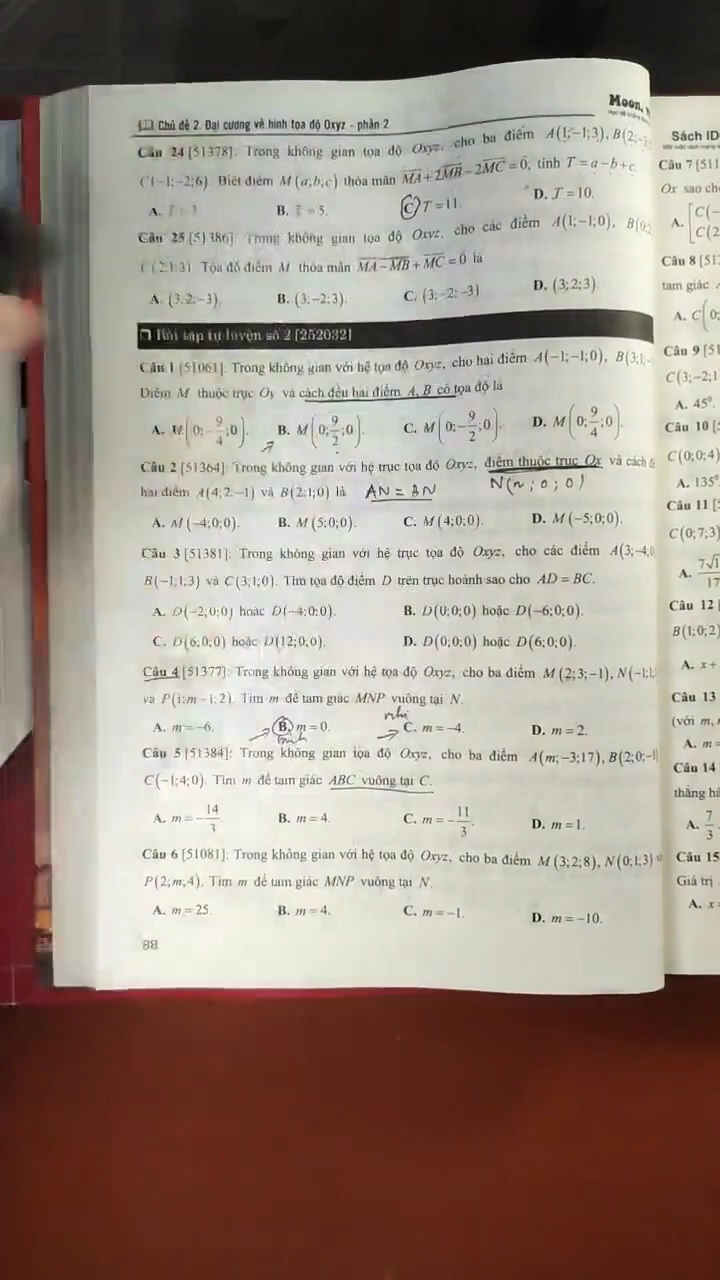 Chủ đề 2. Đại cương về hình tọa độ Oxyz - phần 2
Moon.
Câu 24 [51378]. Trong không gian tọa độ Oxyz, cho ba điểm A(1;-1;3), B(2;
C(-1;-2;6). Biết điểm M(a;b;c) thỏa mãn MA+2MB-2MC=0, tính T=a-b+c.
A. B. T=5. C. T=11. D. T=10.
Câu 25 [51386]: Trong không gian tọa độ Oxyz, cho các điểm A(1;-1;0), B(0;
C(2;1;3). Tọa độ điểm M thỏa mãn MA-MB+MC=0 là
A. (3;2;-3). B. (3;-2;3). C. (3;-2;-3) D. (3;2;3).
Bài tập tự luyện số 2 [252032]
Câu 1 [51061]: Trong không gian với hệ tọa độ Oxyz, cho hai điểm A(-1;-1;0), B(3;1;
Điểm M thuộc trục Oy và cách đều hai điểm A, B có tọa độ là
A. M(0;-9/4;0). B. M(0;9/2;0). C. M(0;-9/2;0). D. M(0;9/4;0).
Câu 2 [51364]: Trong không gian với hệ trục tọa độ Oxyz, điểm thuộc trục Ox và cách
N(n;0;0)
hai điểm A(4;2;-1) và B(2;1;0) là AN = BN
A. M(-4;0;0). B. M(5;0;0). C. M(4;0;0). D. M(-5;0;0).
Câu 3 [51381]: Trong không gian với hệ trục tọa độ Oxyz, cho các điểm A(3;-4;0
B(-1;1;3) và C(3;1;0). Tìm tọa độ điểm D trên trục hoành sao cho AD=BC.
A. D(-2;0;0) hoặc D(-4;0;0). B. D(0;0;0) hoặc D(-6;0;0).
C. D(6;0;0) hoặc D(12;0;0). D. D(0;0;0) hoặc D(6;0;0).
Câu 4 [51377]: Trong không gian với hệ tọa độ Oxyz, cho ba điểm M(2;3;-1), N(-1;1;
và P(1;m-1;2). Tìm m để tam giác MNP vuông tại N.
A. m=-6. B. m=0. C. m=-4. D. m=2.
Câu 5 [51384]: Trong không gian tọa độ Oxyz, cho ba điểm A(m;-3;17), B(2;0;-1
C(-1;4;0). Tìm m để tam giác ABC vuông tại C.
A. m=-14/3. B. m=4. C. m=-11/3. D. m=1.
Câu 6 [51081]: Trong không gian với hệ tọa độ Oxyz, cho ba điểm M(3;2;8), N(0;1;3)
P(2;m;4). Tìm m để tam giác MNP vuông tại N.
A. m=25. B. m=4. C. m=-1. D. m=-10.
88
Sách ID
Câu 7 [511
Ox sao ch
A. [C(- C(2
Câu 8 [51
tam giác
A. C(0;
Câu 9 [51
C(3;-2;1
A. 45°.
Câu 10 [
C(0;0;4)
A. 135°
Câu 11 [
C(0;7;3)
A. 7√1/17
Câu 12
B(1;0;2)
A. x+
Câu 13
(với m,
A. m=
Câu 14
thẳng hà
A. 7/3.
Câu 15
Giá trị
A. x=